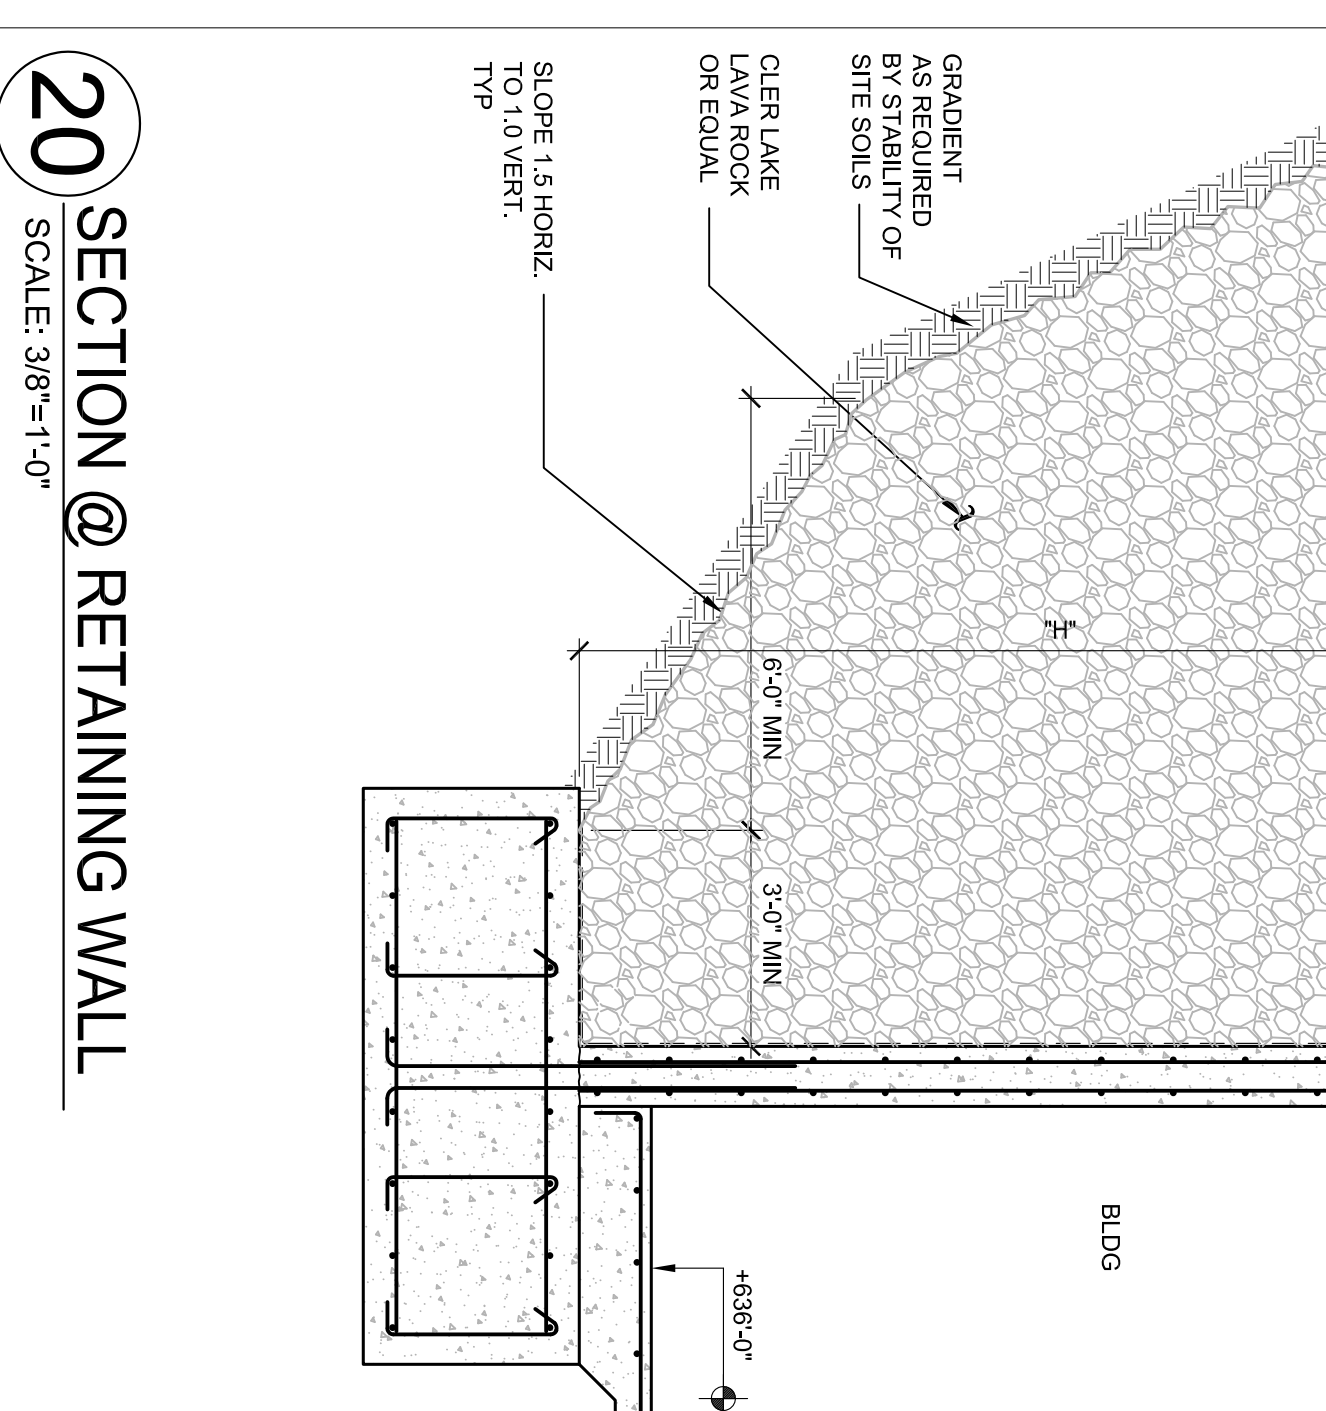 GRADIENT
AS REQUIRED
BY STABILITY OF
SITE SOILS
CLER LAKE
LAVA ROCK
OR EQUAL
SLOPE 1.5 HORIZ.
TO 1.0 VERT.
TYP
"H"
6'-0" MIN
3'-0" MIN
BLDG
+636'-0"
20
SECTION @ RETAINING WALL
SCALE: 3/8"=1'-0"